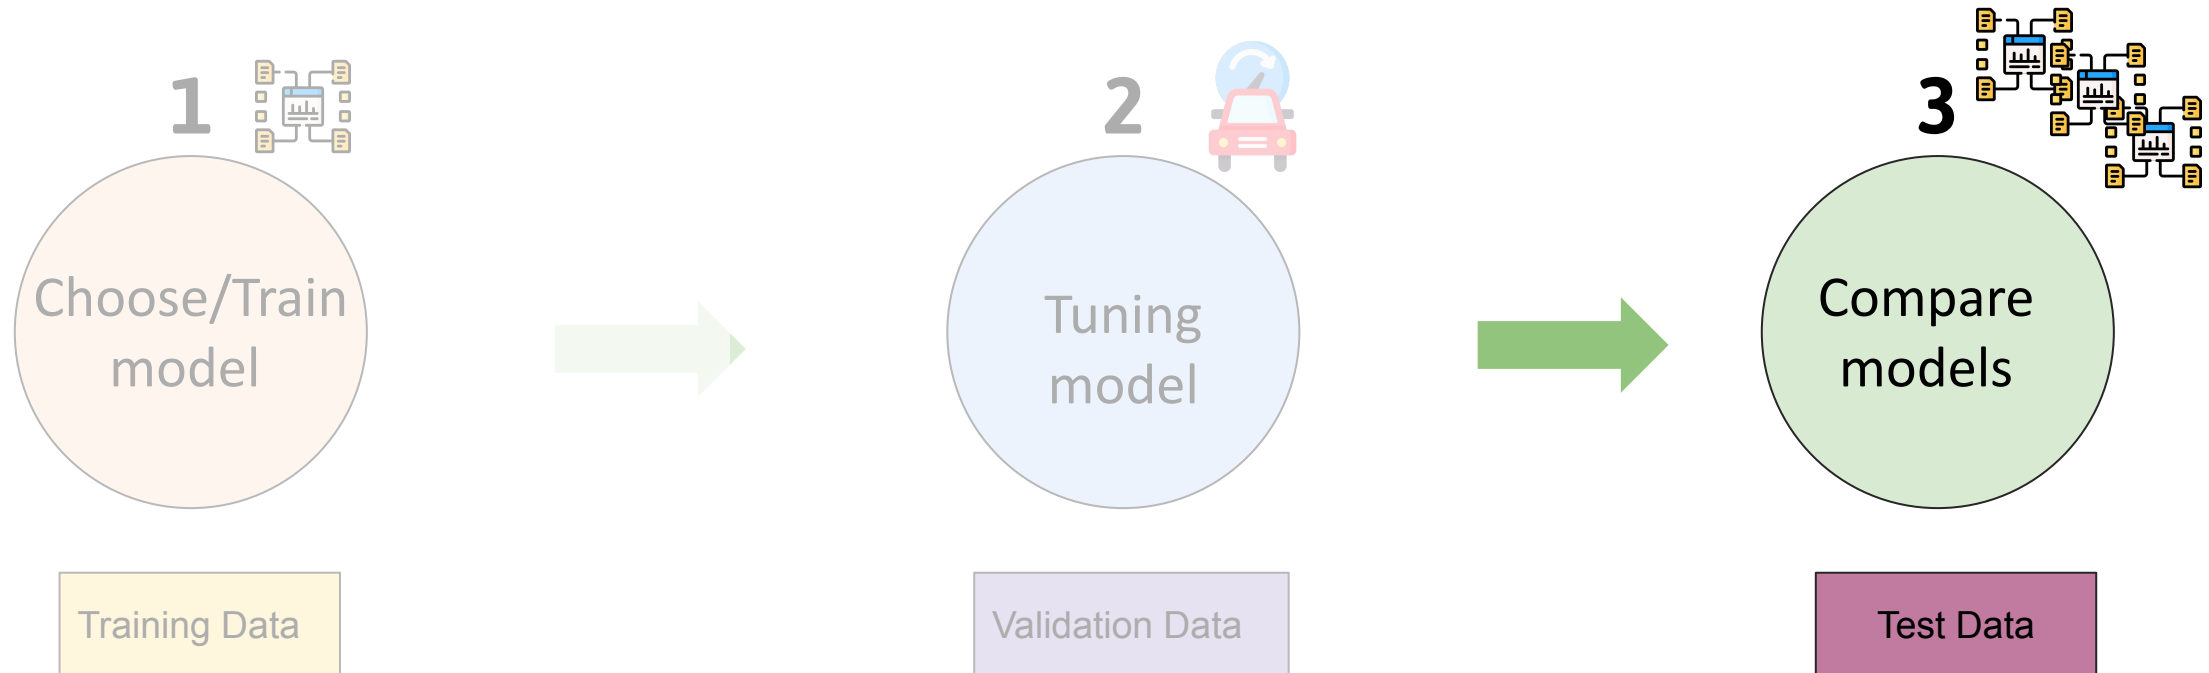 1
Choose/Train
model
Training Data
2
Tuning
model
Validation Data
3
Compare
models
Test Data